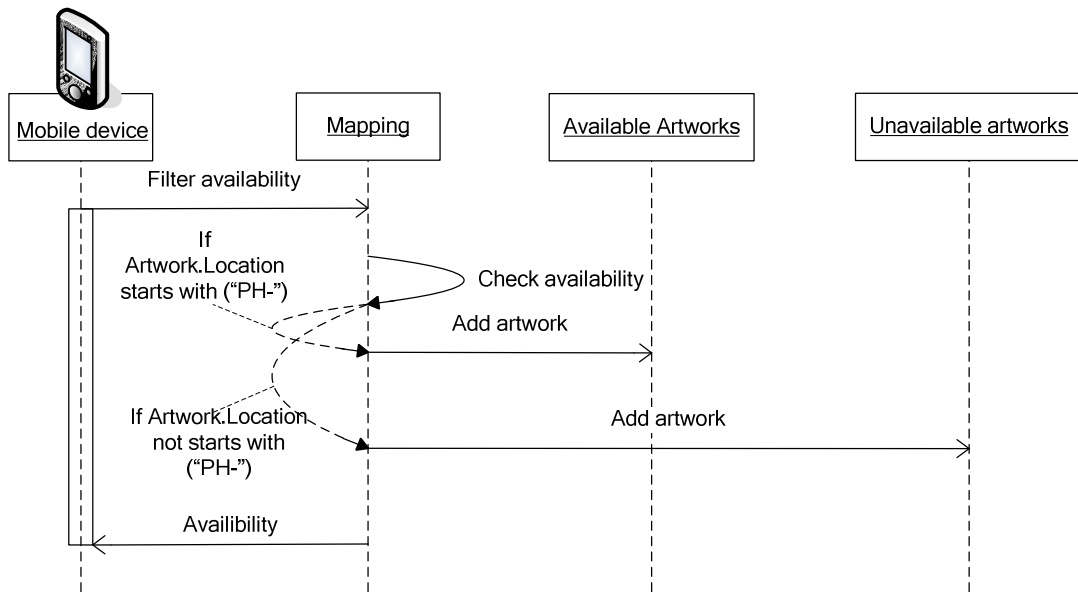 Mobile device
Mapping
Available Artworks
Unavailable artworks
Filter availability
If
Artwork.Location
starts with (“PH-”)
Check availability
Add artwork
If Artwork.Location
not starts with
(“PH-”)
Add artwork
Availibility